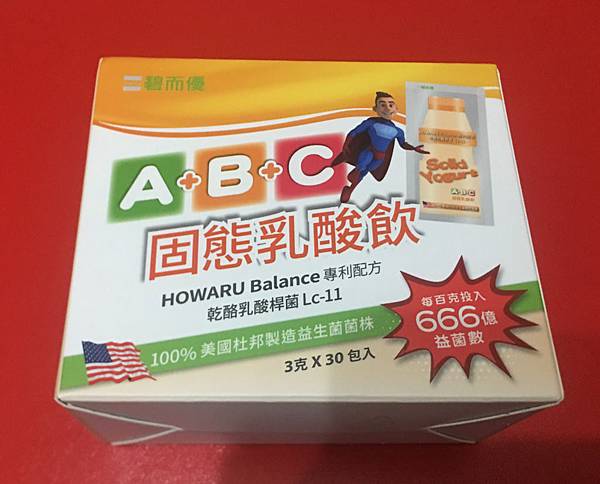 碧而優
A+B+C
Solid
Yogurt
A·B·C
固態乳酸飲
HOWARU Balance 專利配方
乾酪乳酸桿菌 Lc-11
每百克投入
666億
益菌數
100% 美國杜邦製造益生菌菌株
3克 X 30 包入